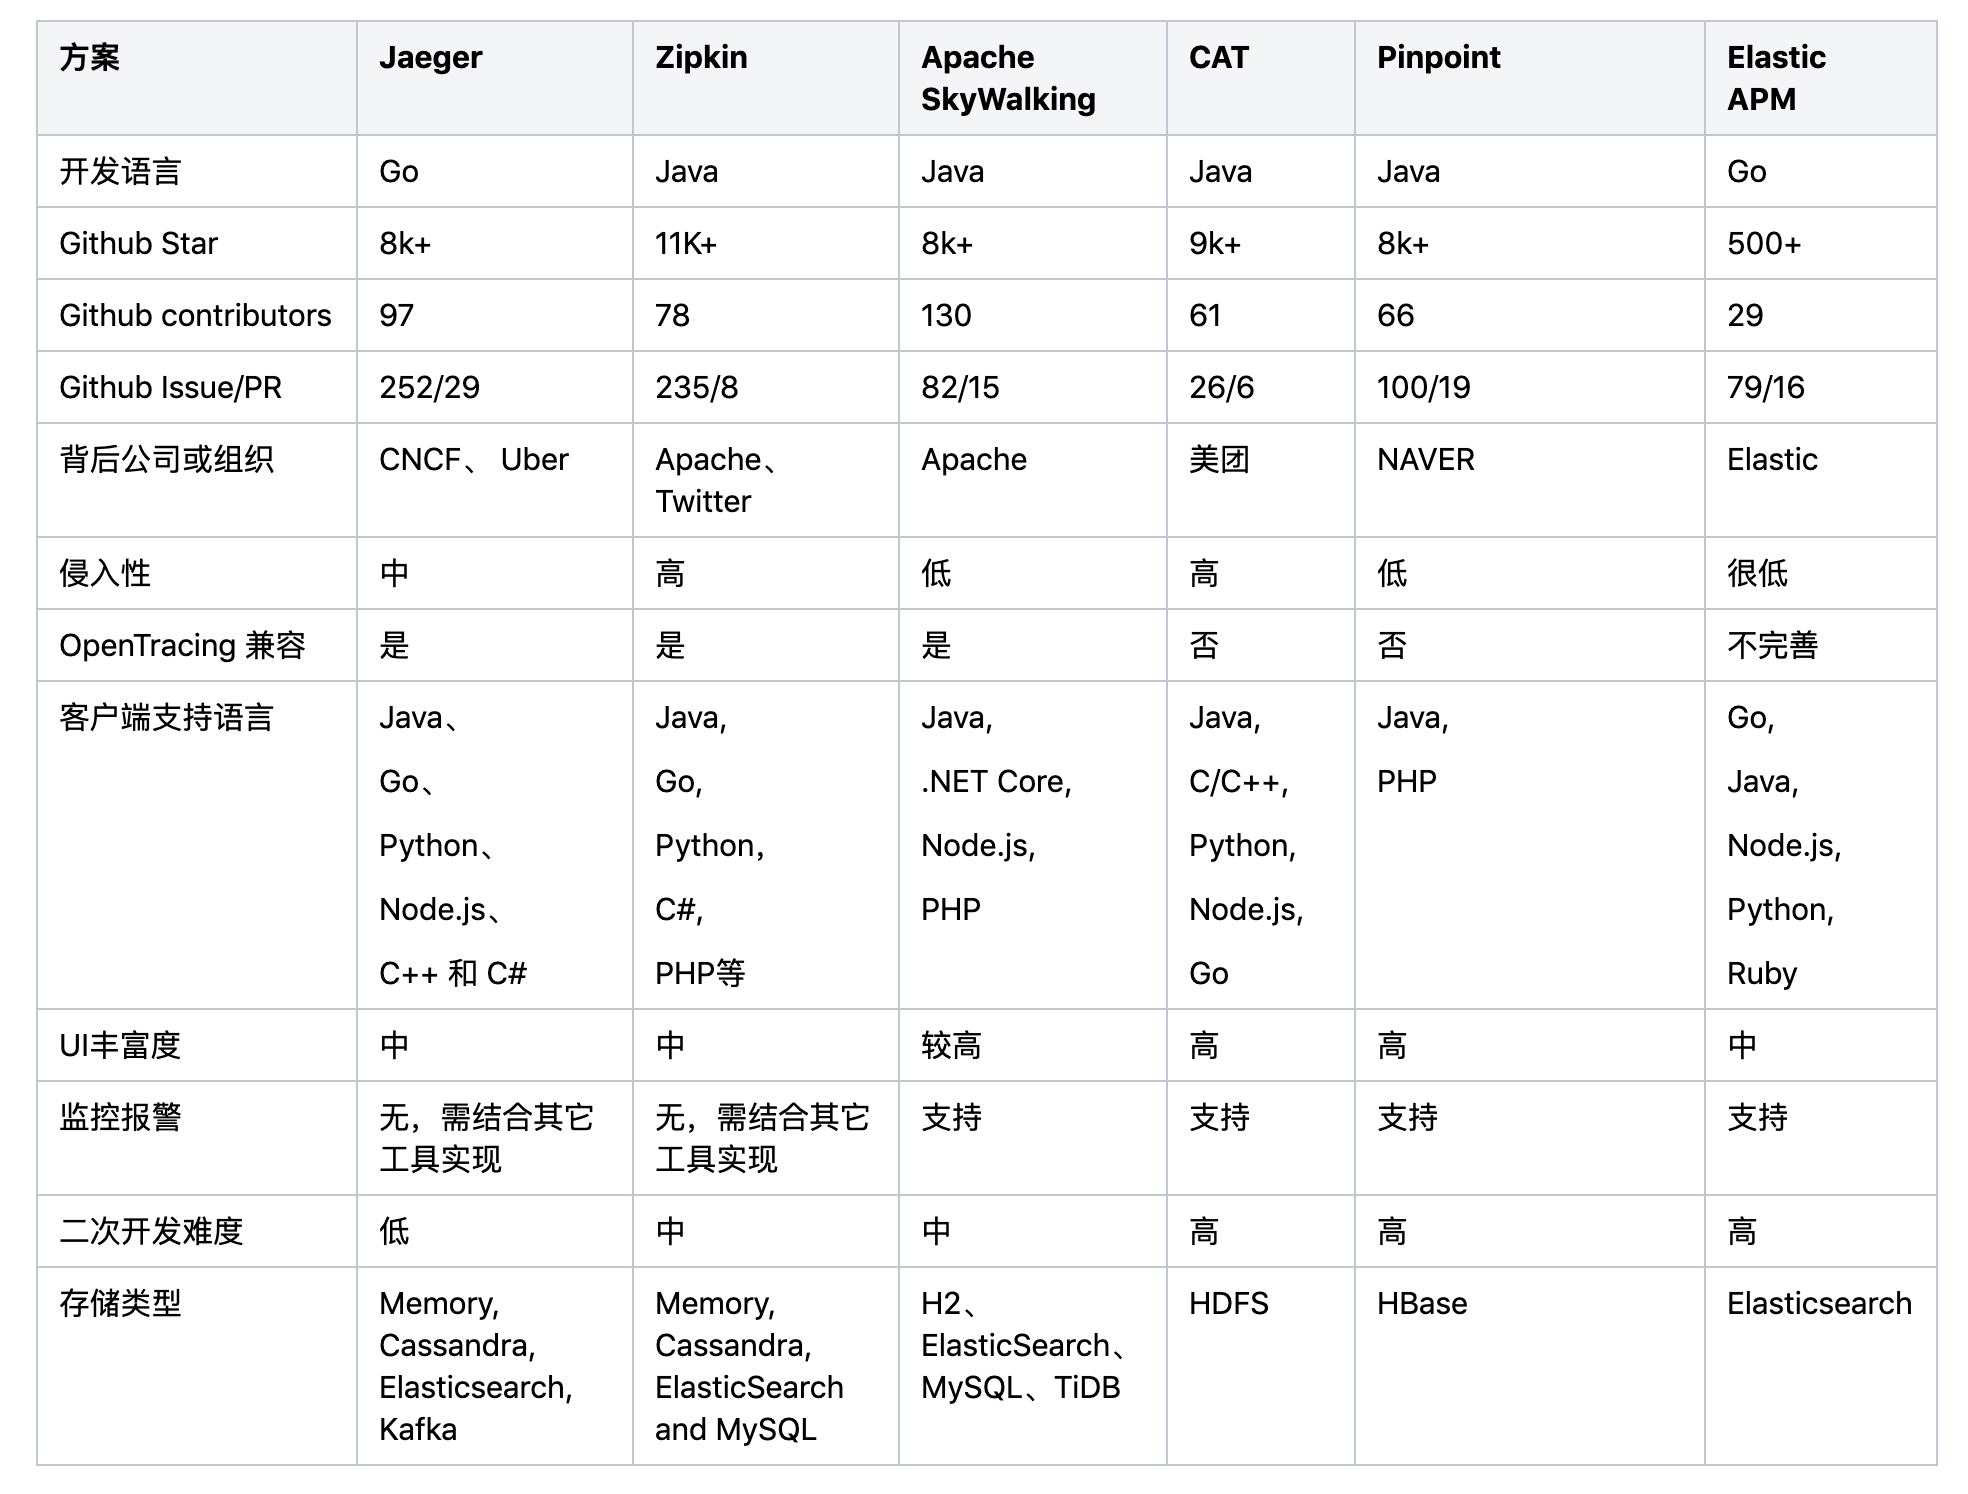 方案 Jaeger Zipkin Apache SkyWalking CAT Pinpoint Elastic APM
开发语言 Go Java Java Java Java Go
Github Star 8k+ 11K+ 8k+ 9k+ 8k+ 500+
Github contributors 97 78 130 61 66 29
Github Issue/PR 252/29 235/8 82/15 26/6 100/19 79/16
背后公司或组织 CNCF、 Uber Apache、 Twitter Apache 美团 NAVER Elastic
侵入性 中 高 低 高 低 很低
OpenTracing 兼容 是 是 是 否 否 不完善
客户端支持语言 Java、 Java, Java, Java, Java, Go,
Go、 Go, .NET Core, C/C++, PHP Java,
Python、 Python, Node.js, Python, Node.js,
Node.js、 C#, PHP Node.js, Python,
C++ 和 C# PHP等 Go Ruby
UI丰富度 中 中 较高 高 高 中
监控报警 无，需结合其它工具实现 无，需结合其它工具实现 支持 支持 支持 支持
二次开发难度 低 中 中 高 高 高
存储类型 Memory, Memory, H2、 HDFS HBase Elasticsearch
Cassandra, Cassandra, ElasticSearch、
Elasticsearch, ElasticSearch MySQL、TiDB
Kafka and MySQL